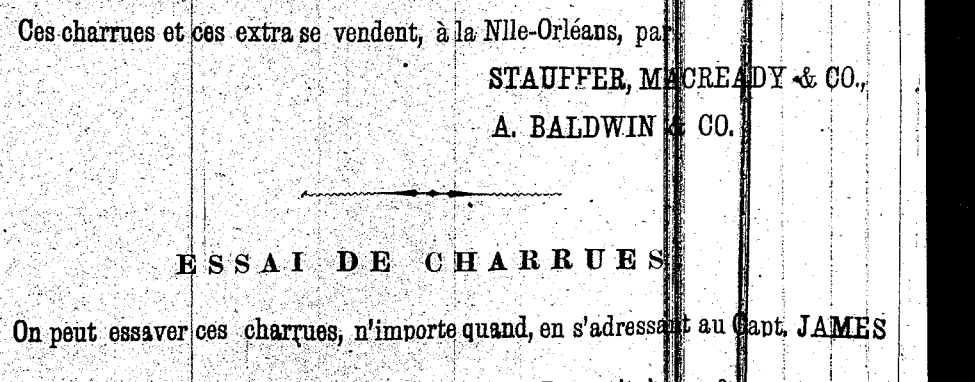 Ces charrues et ces extra se vendent, à la Nlle-Orléans, par
STAUFFER, MACREADY & CO.,
A. BALDWIN & CO.
ESSAI DE CHARRUES
On peut essayer ces charrues, n'importe quand, en s'adressant au Capt. JAMES